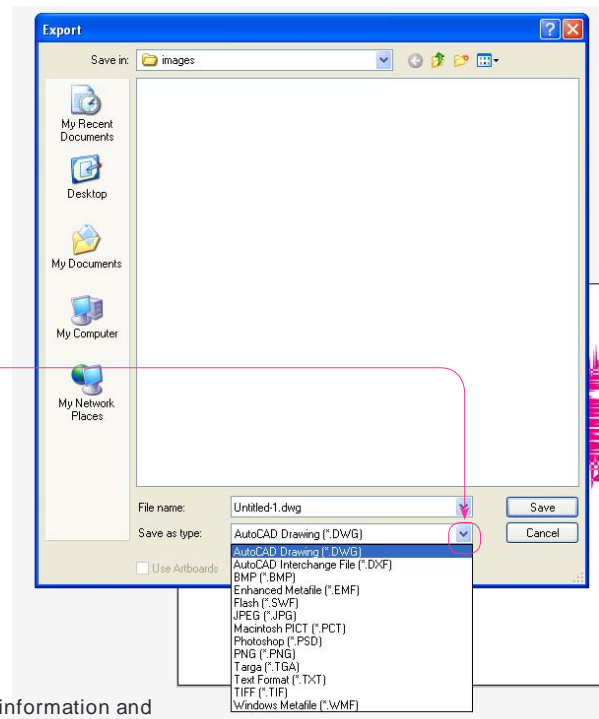 Export
Save in:
images
My Recent
Documents
Desktop
My Documents
My Computer
My Network
Places
File name:
Untitled-1.dwg
Save
Save as type:
AutoCAD Drawing (*.DWG)
Cancel
Use Artboards
AutoCAD Drawing (*.DWG)
AutoCAD Interchange File (*.DXF)
BMP (*.BMP)
Enhanced Metafile (*.EMF)
Flash (*.SWF)
JPEG (*.JPG)
Macintosh PICT (*.PCT)
Photoshop (*.PSD)
PNG (*.PNG)
Targa (*.TGA)
Text Format (*.TXT)
TIFF (*.TIF)
Windows Metafile (*.WMF)
information and